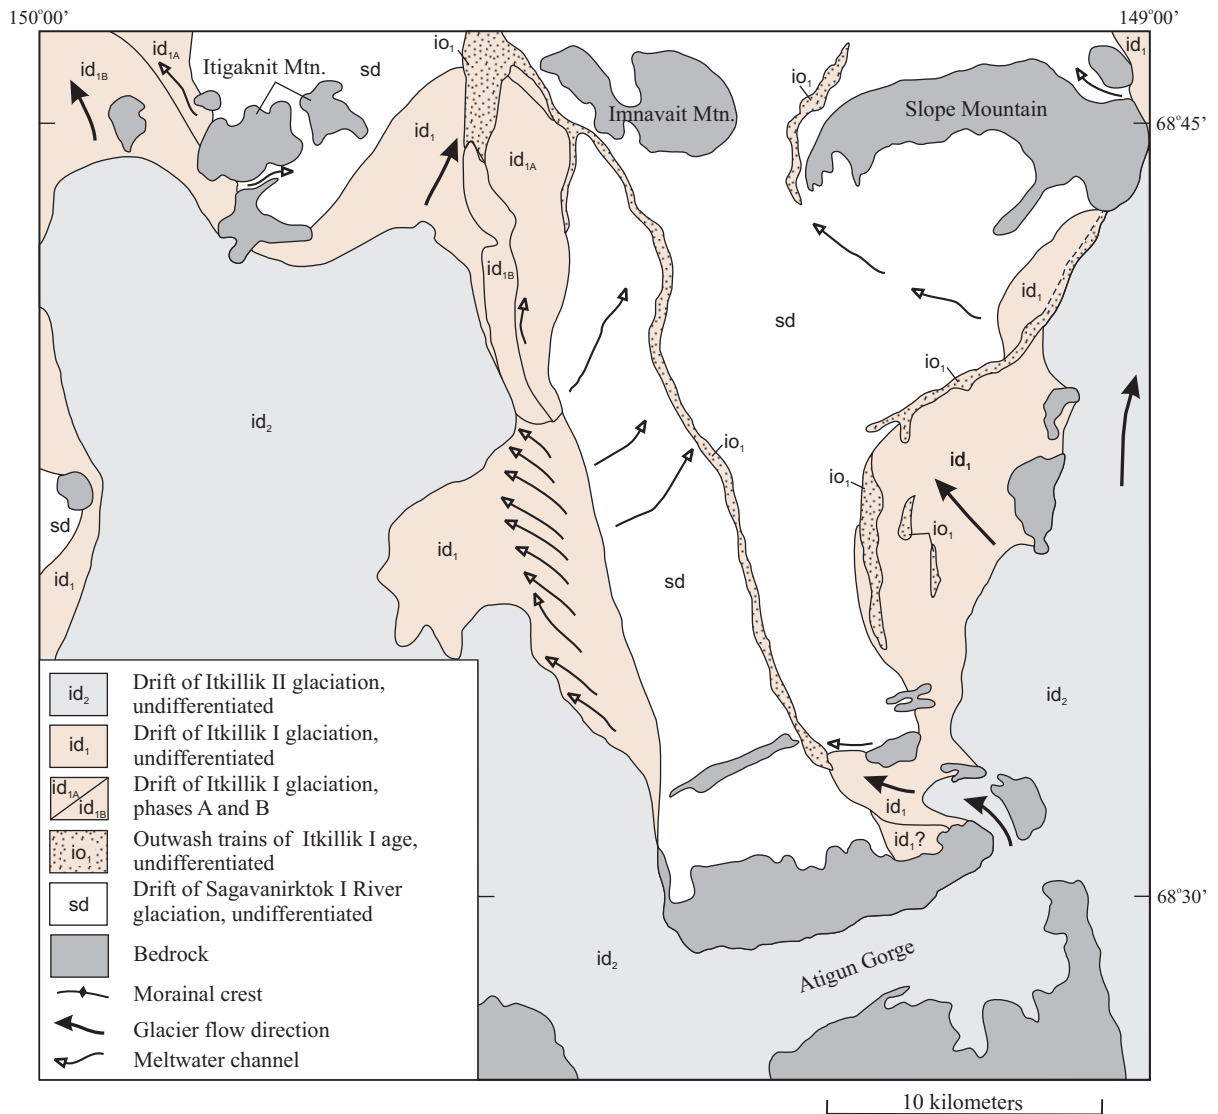 150°00’
149°00’
io₁
id₁
id₁A
id₁B
Itigaknit Mtn.
sd
io₁
Imnavait Mtn.
Slope Mountain
68°45’
id₁
id₁A
id₁B
id₁
sd
io₁
id₂
io₁
id₁
io₁
sd
io₁
id₁
sd
id₁
id₂
id₁
id₁?
68°30’
id₂
Atigun Gorge
id₂
Drift of Itkillik II glaciation,
undifferentiated
id₁
Drift of Itkillik I glaciation,
undifferentiated
id₁A
id₁B
Drift of Itkillik I glaciation,
phases A and B
io₁
Outwash trains of Itkillik I age,
undifferentiated
sd
Drift of Sagavanirktok I River
glaciation, undifferentiated
Bedrock
Morainal crest
Glacier flow direction
Meltwater channel
10 kilometers